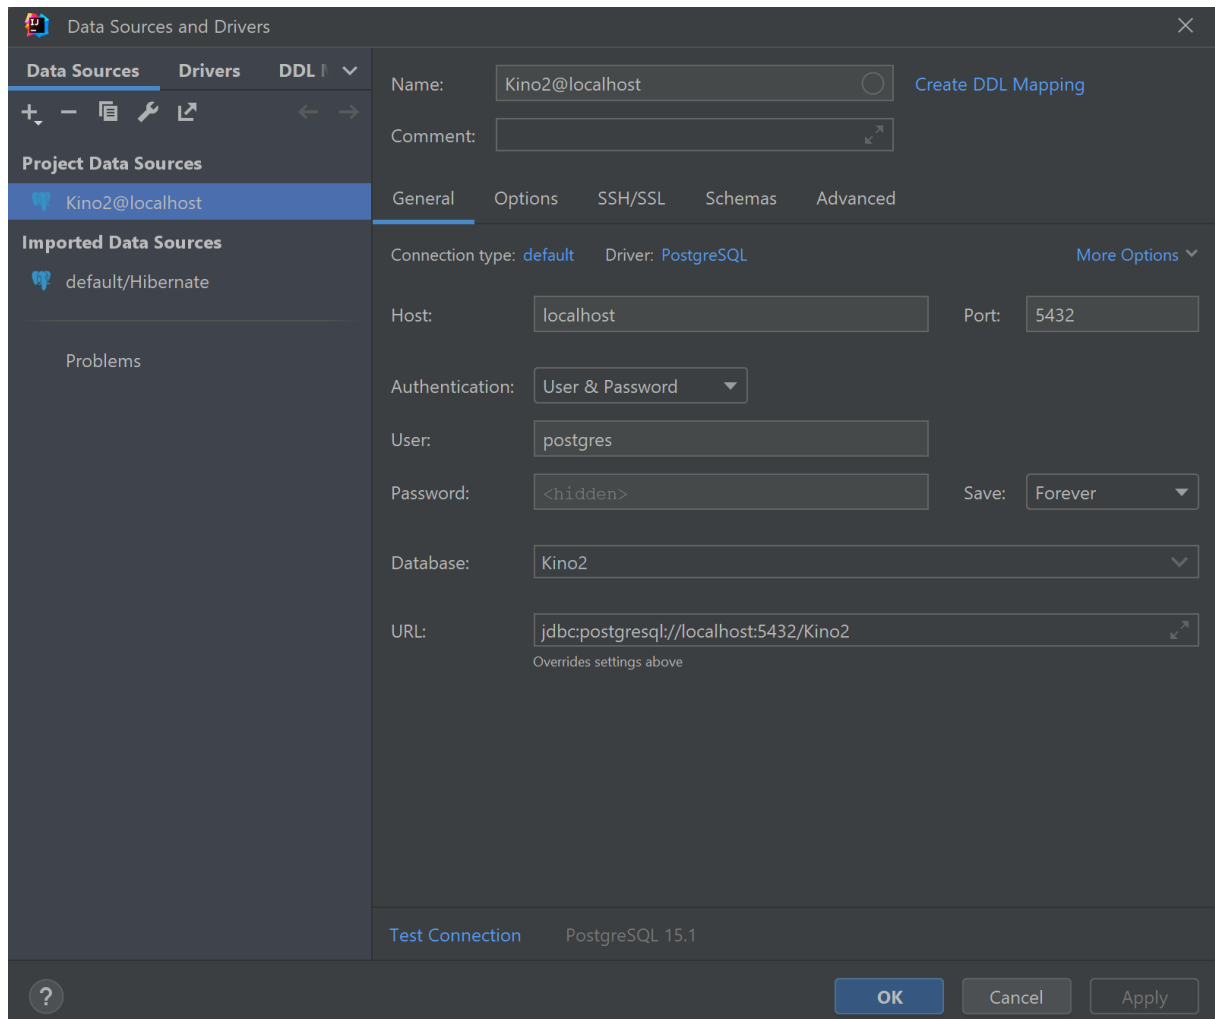 Data Sources and Drivers
Data Sources Drivers DDL
Project Data Sources
Kino2@localhost
Imported Data Sources
default/Hibernate
Problems
Name: Kino2@localhost Create DDL Mapping
Comment:
General Options SSH/SSL Schemas Advanced
Connection type: default Driver: PostgreSQL More Options
Host: localhost Port: 5432
Authentication: User & Password
User: postgres
Password: <hidden> Save: Forever
Database: Kino2
URL: jdbc:postgresql://localhost:5432/Kino2
Overrides settings above
Test Connection PostgreSQL 15.1
? OK Cancel Apply